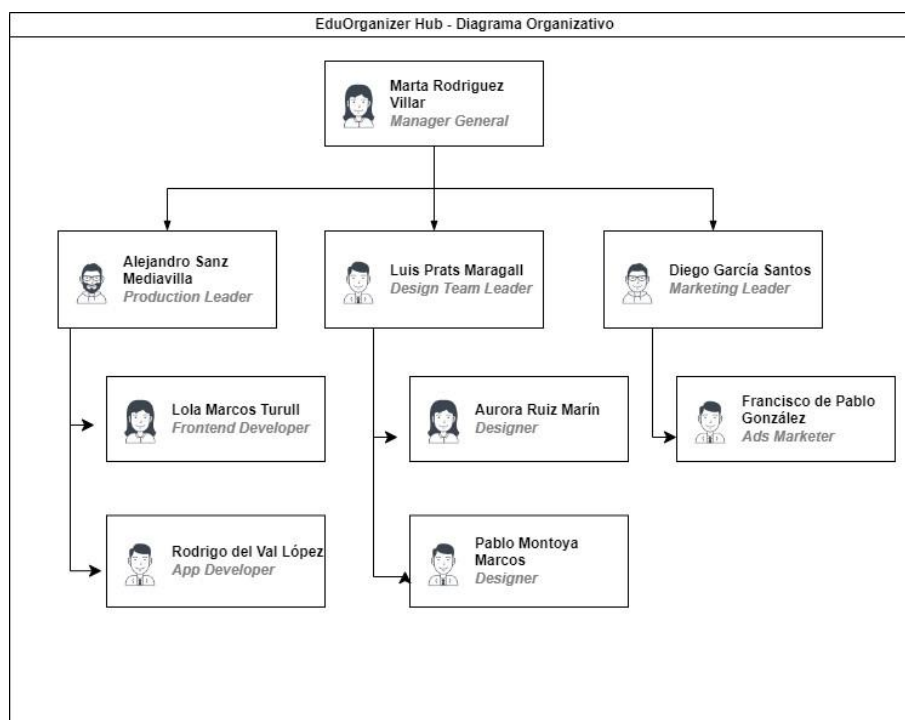 EduOrganizer Hub - Diagrama Organizativo
Marta Rodriguez
Villar
Manager General
Alejandro Sanz
Mediavilla
Production Leader
Luis Prats Maragall
Design Team Leader
Diego García Santos
Marketing Leader
Lola Marcos Turull
Frontend Developer
Aurora Ruiz Marín
Designer
Francisco de Pablo
González
Ads Marketer
Rodrigo del Val López
App Developer
Pablo Montoya
Marcos
Designer